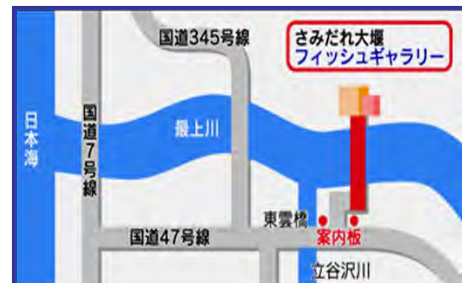 国道345号線
さみだれ大堰
フィッシュギャラリー
日本海
国道7号線
最上川
東雲橋
案内板
国道47号線
立谷沢川